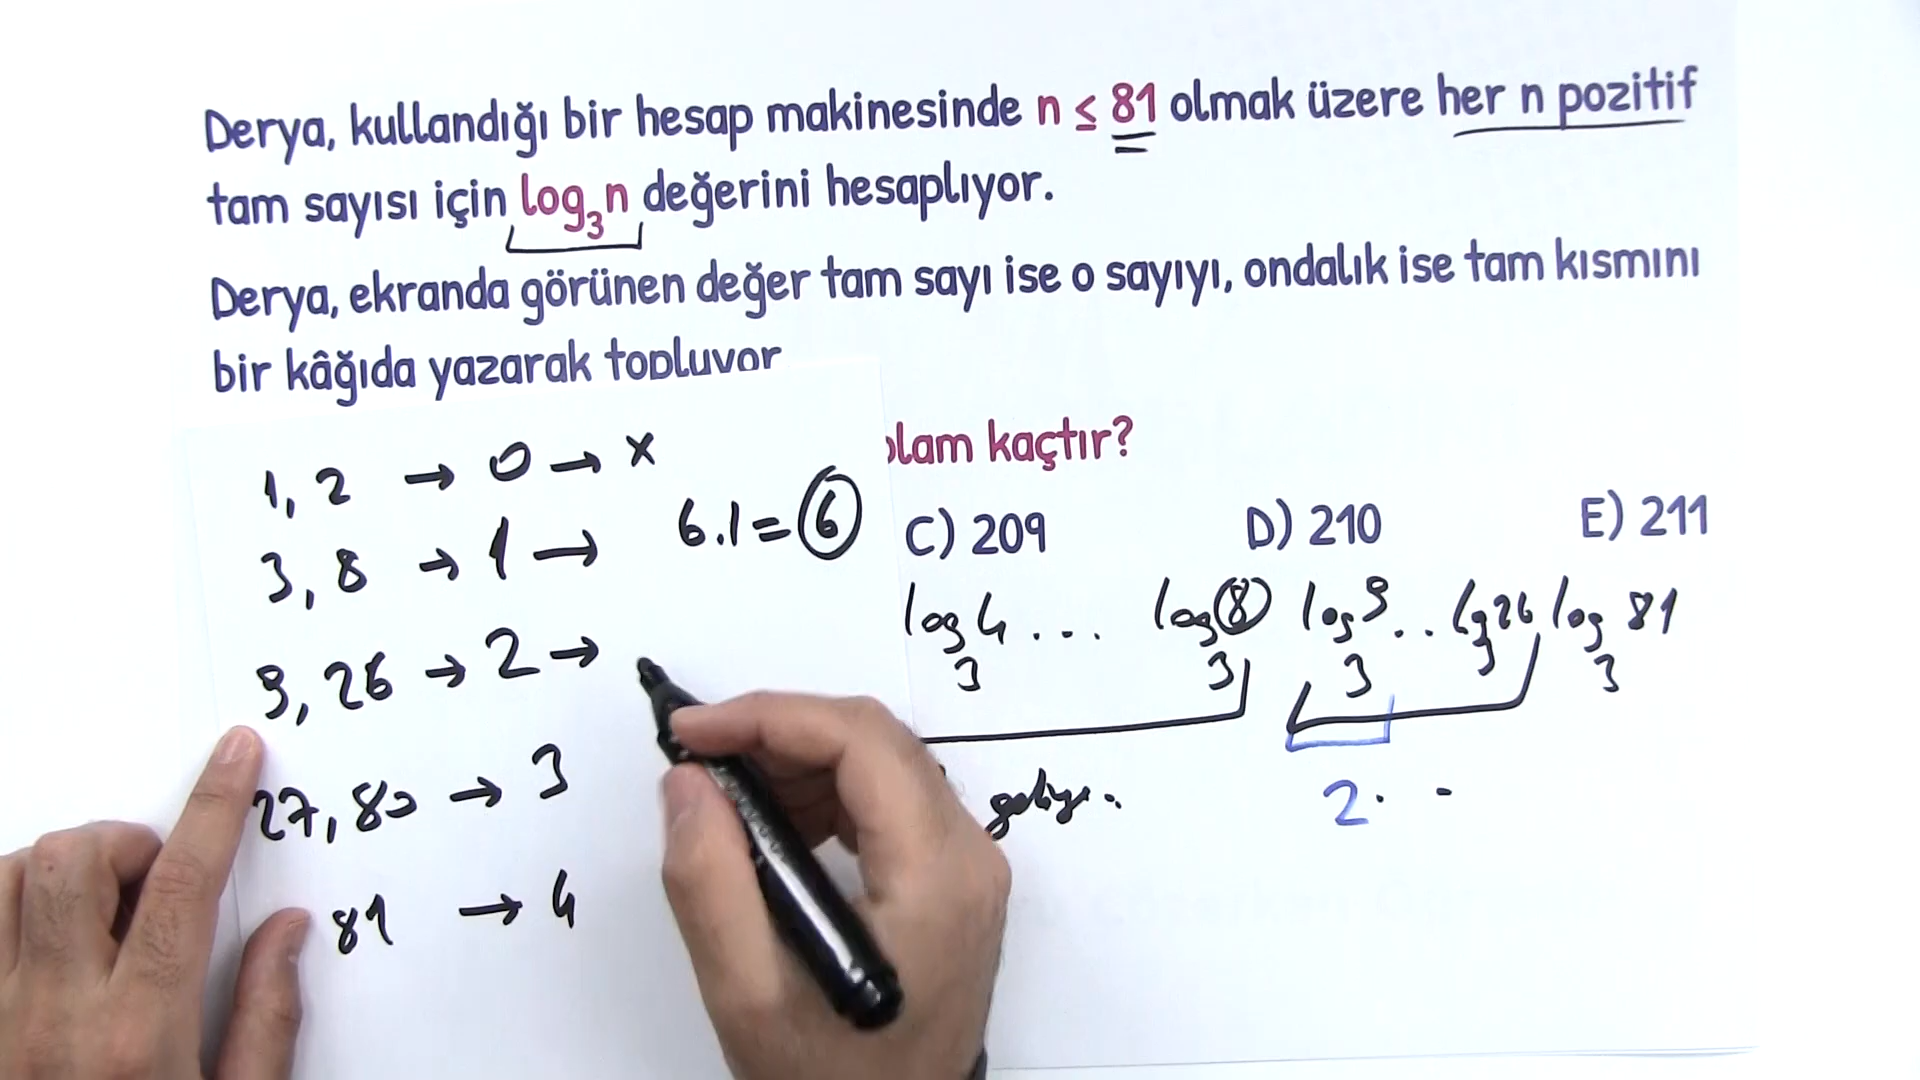 Derya, kullandığı bir hesap makinesinde n ≤ 81 olmak üzere her n pozitif
tam sayısı için log₃n değerini hesaplıyor.
Derya, ekranda görünen değer tam sayı ise o sayıyı, ondalık ise tam kısmını
bir kâğıda yazarak topluyor
olam kaçtır?
C) 209 D) 210 E) 211
1, 2 → 0 → x
3, 8 → 1 → 6.1 = 6
9, 26 → 2 →
27, 80 → 3
81 → 4
log₃4 ... log₃8 log₃9 .. log₃26 log₃81
2. -